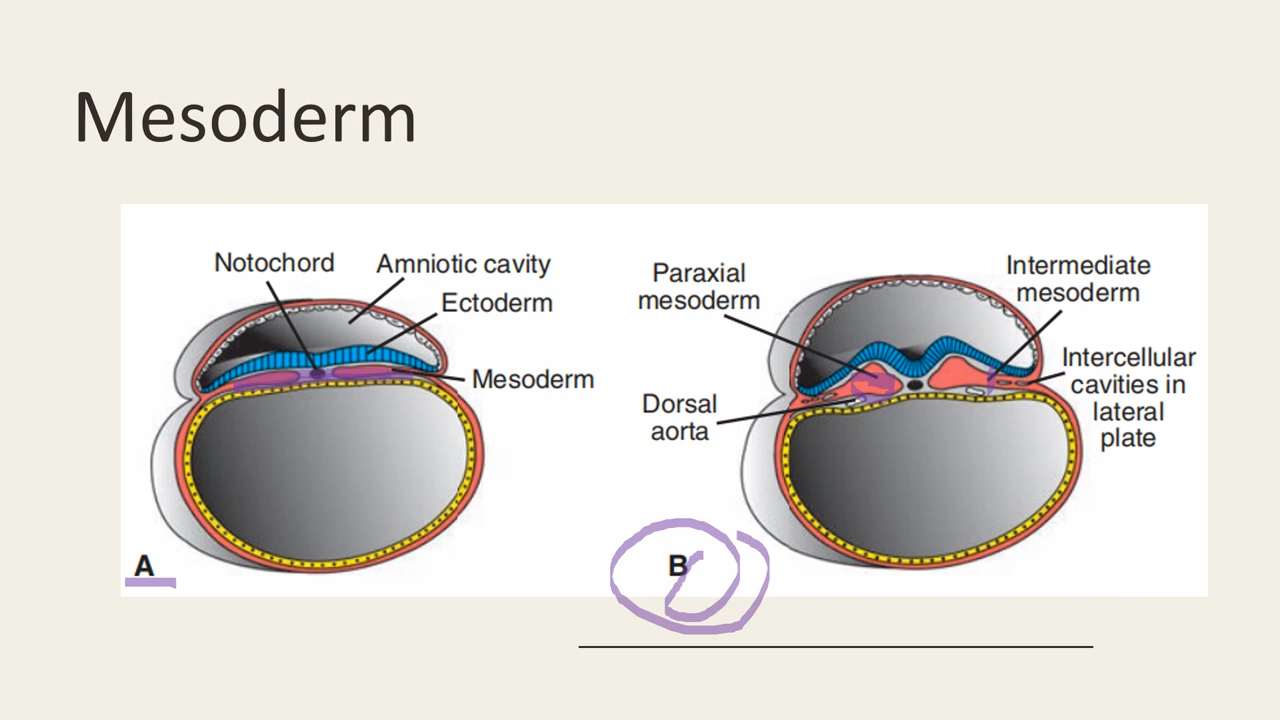 Mesoderm
Notochord
Amniotic cavity
Ectoderm
Mesoderm
A
Paraxial
mesoderm
Intermediate
mesoderm
Intercellular
cavities in
lateral
plate
Dorsal
aorta
B